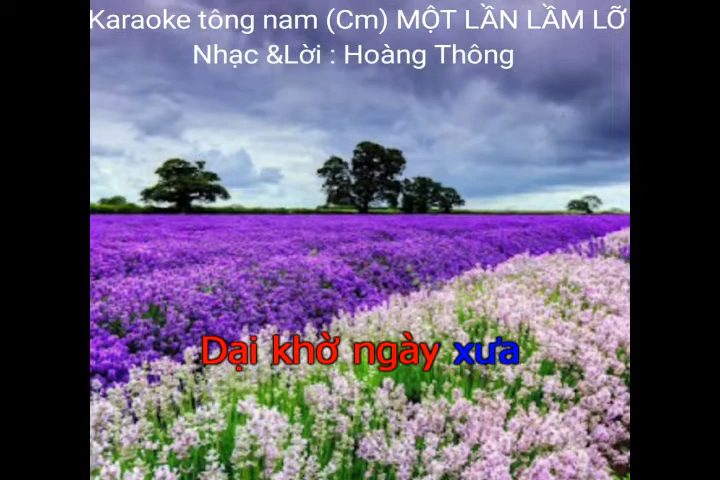 Karaoke tông nam (Cm) MỘT LẦN LẦM LỠ
Nhạc &Lời : Hoàng Thông
Dại khờ ngày xưa